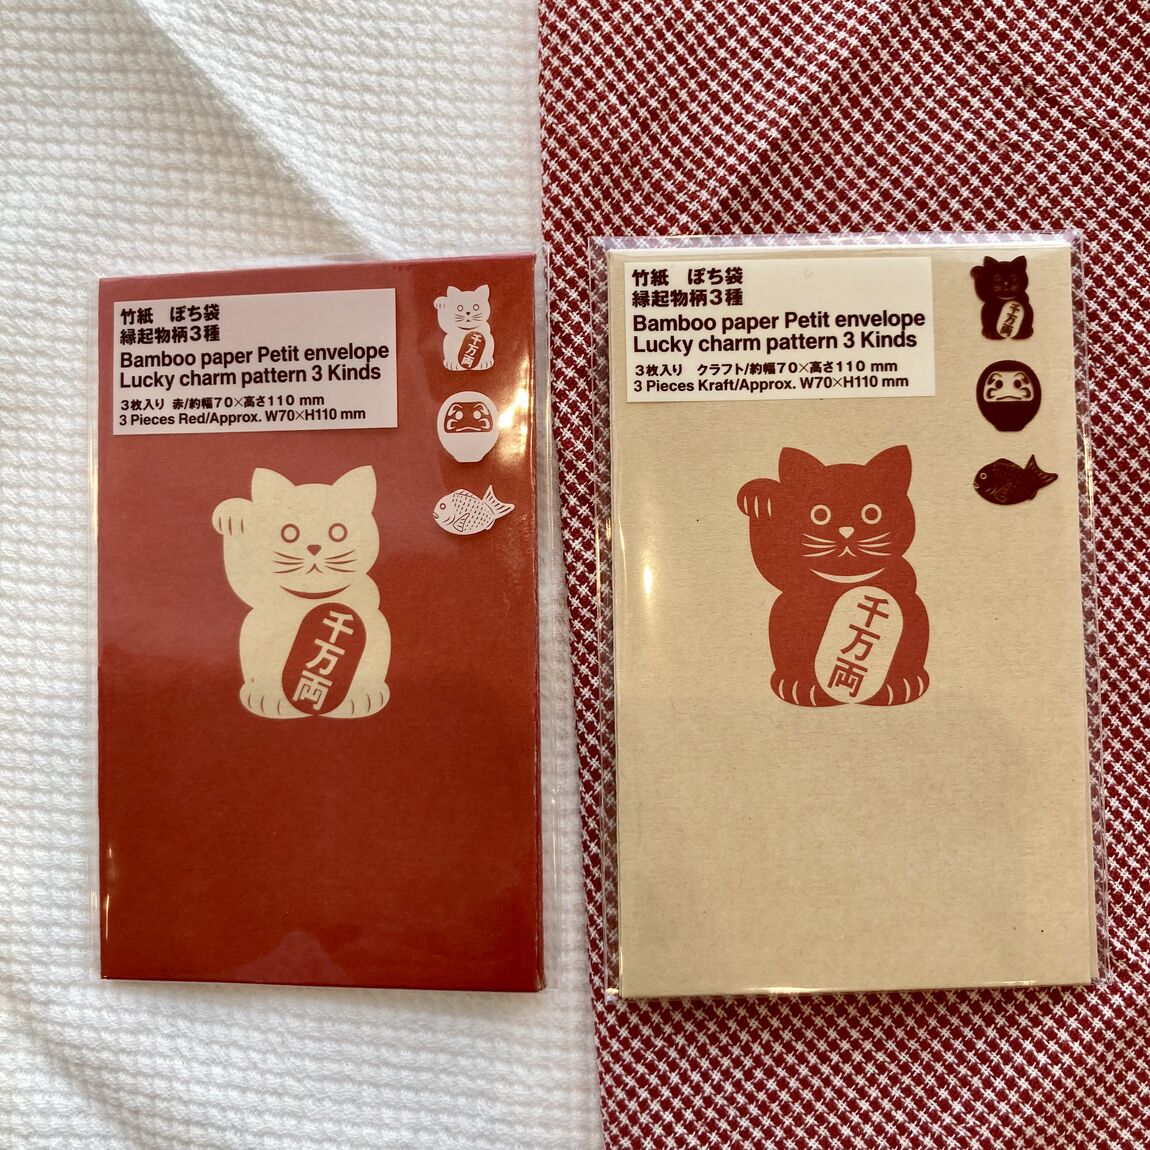 竹紙 ぽち袋
縁起物柄3種
Bamboo paper Petit envelope
Lucky charm pattern 3 Kinds
3枚入り 赤/約幅70×高さ110 mm
3 Pieces Red/Approx. W70×H110 mm
千万両
千万両
竹紙 ぽち袋
縁起物柄3種
Bamboo paper Petit envelope
Lucky charm pattern 3 Kinds
3枚入り クラフト/約幅70×高さ110 mm
3 Pieces Kraft/Approx. W70×H110 mm
千万両
千万両